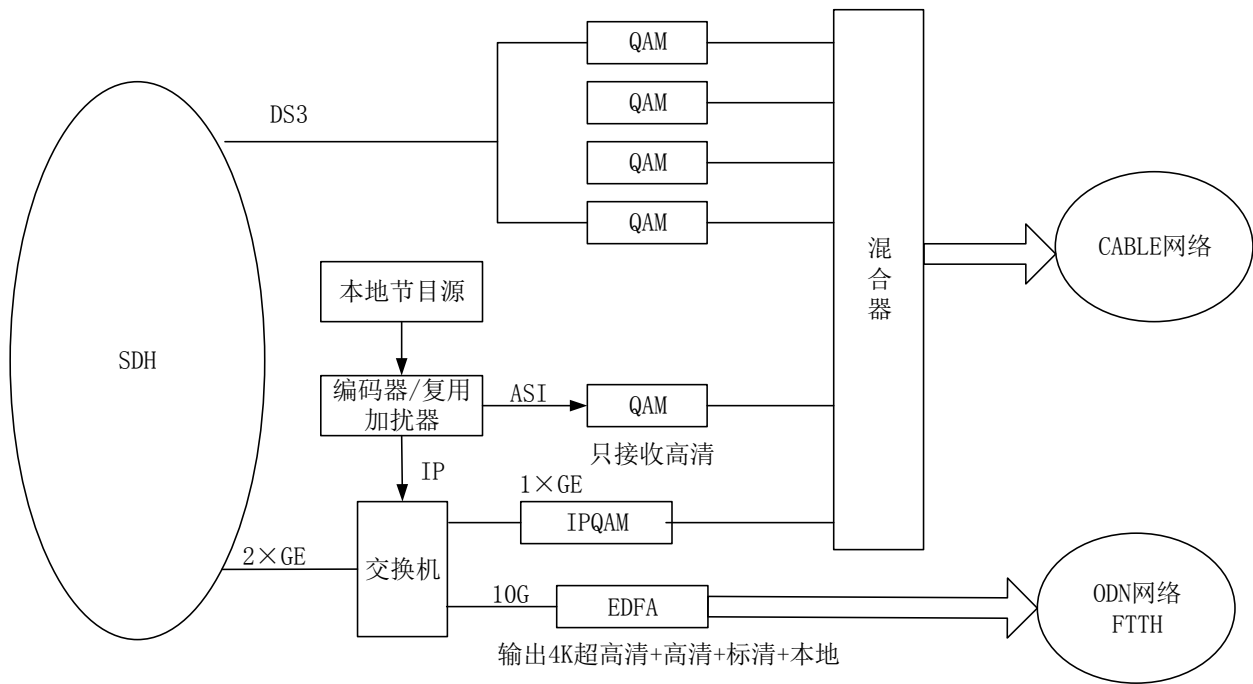 QAM
DS3
QAM
QAM
QAM
SDH
本地节目源
编码器/复用
加扰器
ASI
QAM
只接收高清
IP
1×GE
IPQAM
2×GE
交换机
10G
EDFA
输出4K超高清+高清+标清+本地
混
合
器
CABLE网络
ODN网络
FTTH